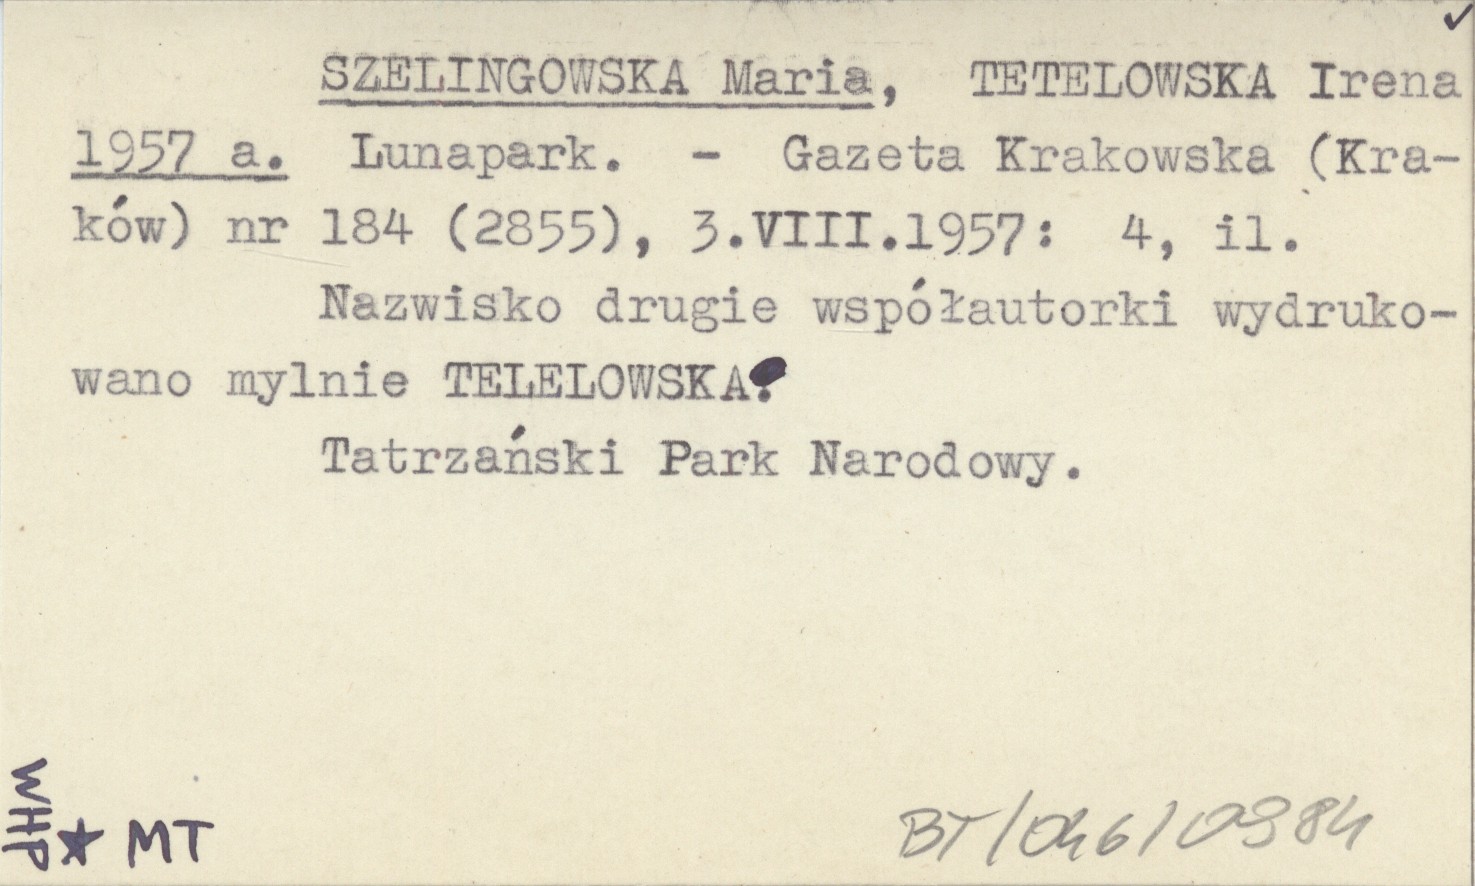 SZELINGOWSKA Maria, TETELOWSKA Irena
1957 a. Lunapark. - Gazeta Krakowska (Kra-
ków) nr 184 (2855), 3.VIII.1957: 4, il.
Nazwisko drugie współautorki wydruko-
wano mylnie TELELOWSKA.
Tatrzański Park Narodowy.
WHP
MT
BT/046/0984